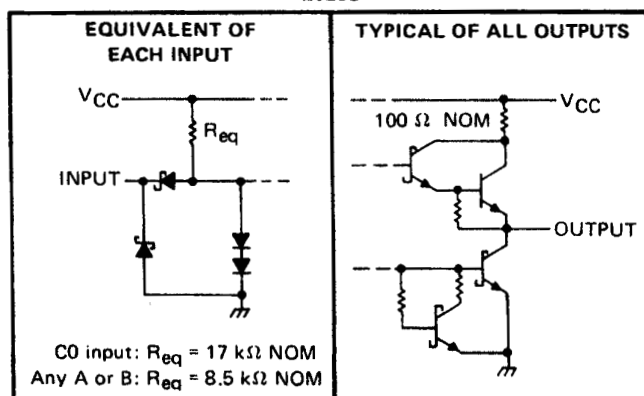 EQUIVALENT OF
EACH INPUT
VCC
Req
INPUT
C0 input: Req = 17 kΩ NOM
Any A or B: Req = 8.5 kΩ NOM
TYPICAL OF ALL OUTPUTS
VCC
100 Ω NOM
OUTPUT